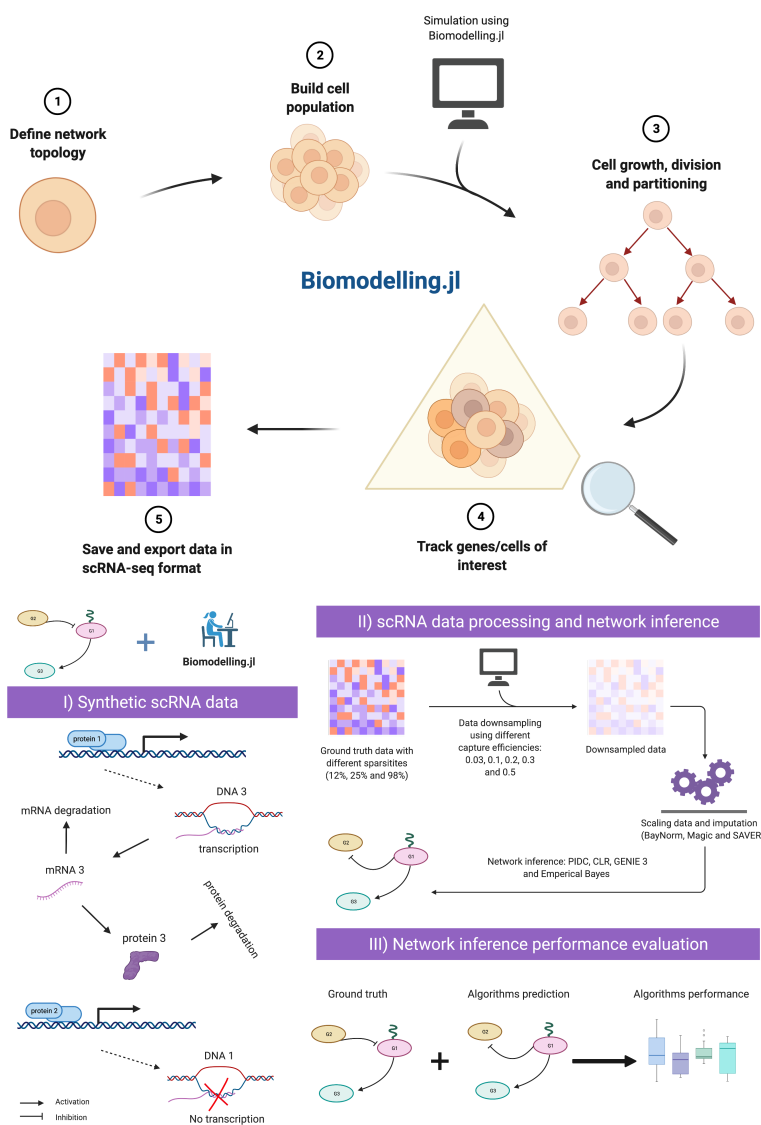 Simulation using
Biomodelling.jl
1
Define network
topology
2
Build cell
population
3
Cell growth, division
and partitioning
Biomodelling.jl
4
Track genes/cells of
interest
5
Save and export data in
scRNA-seq format
G2
G1
G3
+
Biomodelling.jl
I) Synthetic scRNA data
protein 1
DNA 3
transcription
mRNA degradation
mRNA 3
protein 3
protein degradation
protein 2
DNA 1
No transcription
Activation
Inhibition
II) scRNA data processing and network inference
Ground truth data with
different sparsitites
(12%, 25% and 98%)
Data downsampling
using different
capture efficiencies:
0.03, 0.1, 0.2, 0.3
and 0.5
Downsampled data
Scaling data and imputation
(BayNorm, Magic and SAVER
Network inference: PIDC, CLR, GENIE 3
and Emperical Bayes
G2
G1
G3
III) Network inference performance evaluation
Ground truth
Algorithms prediction
Algorithms performance
G2
G1
G3
+
G2
G1
G3